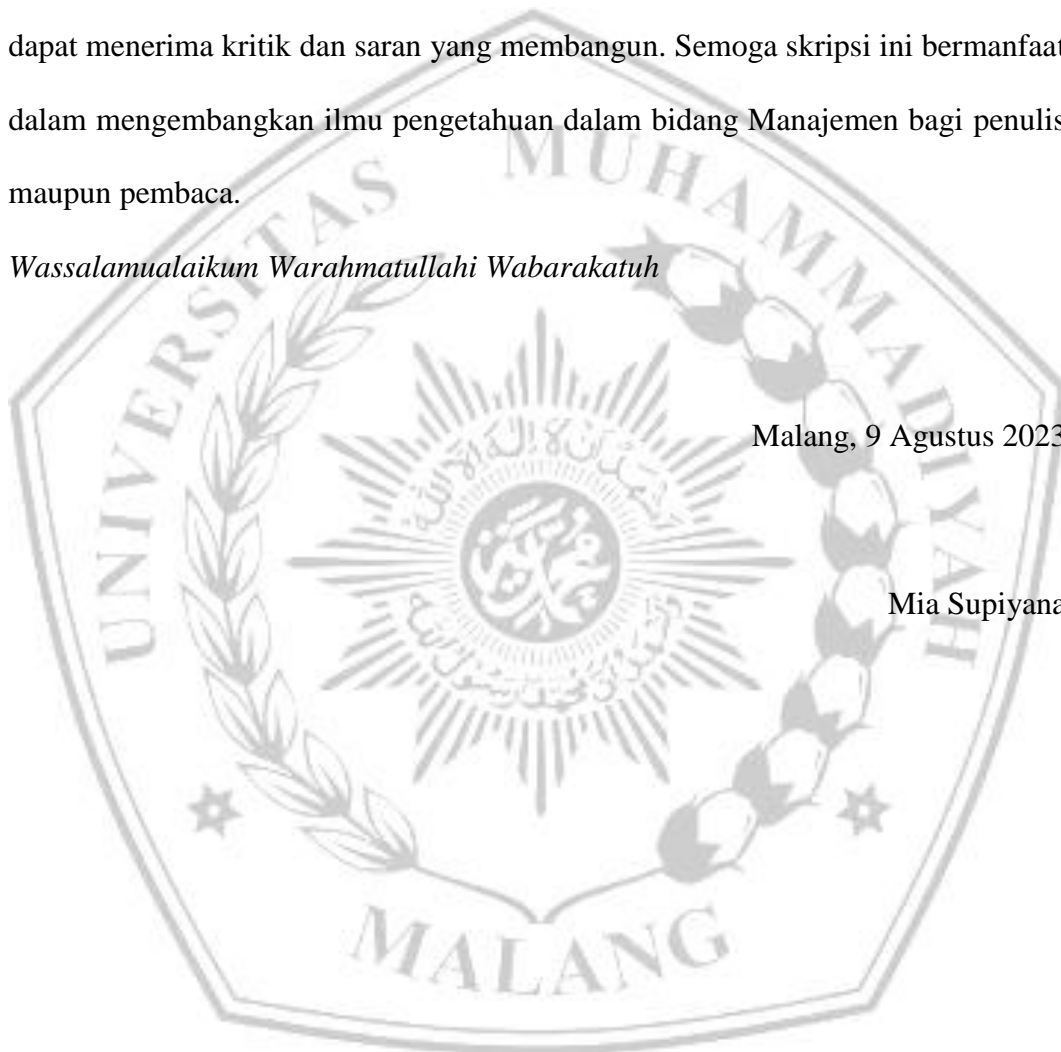 dapat menerima kritik dan saran yang membangun. Semoga skripsi ini bermanfaat
dalam mengembangkan ilmu pengetahuan dalam bidang Manajemen bagi penulis
maupun pembaca.
Wassalamualaikum Warahmatullahi Wabarakatuh
Malang, 9 Agustus 2023
Mia Supiyana
UNIVERSITAS MUHAMMADIYAH
MALANG